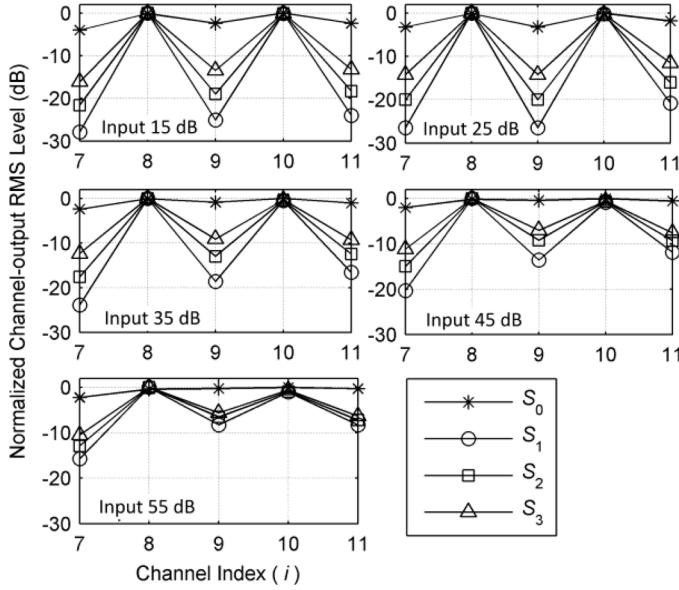 Normalized Channel-output RMS Level (dB)
0
-10
-20
-30
Input 15 dB
7 8 9 10 11
0
-10
-20
-30
Input 25 dB
7 8 9 10 11
0
-10
-20
-30
Input 35 dB
7 8 9 10 11
0
-10
-20
-30
Input 45 dB
7 8 9 10 11
0
-10
-20
-30
Input 55 dB
7 8 9 10 11
Channel Index ( i )
S0
S1
S2
S3